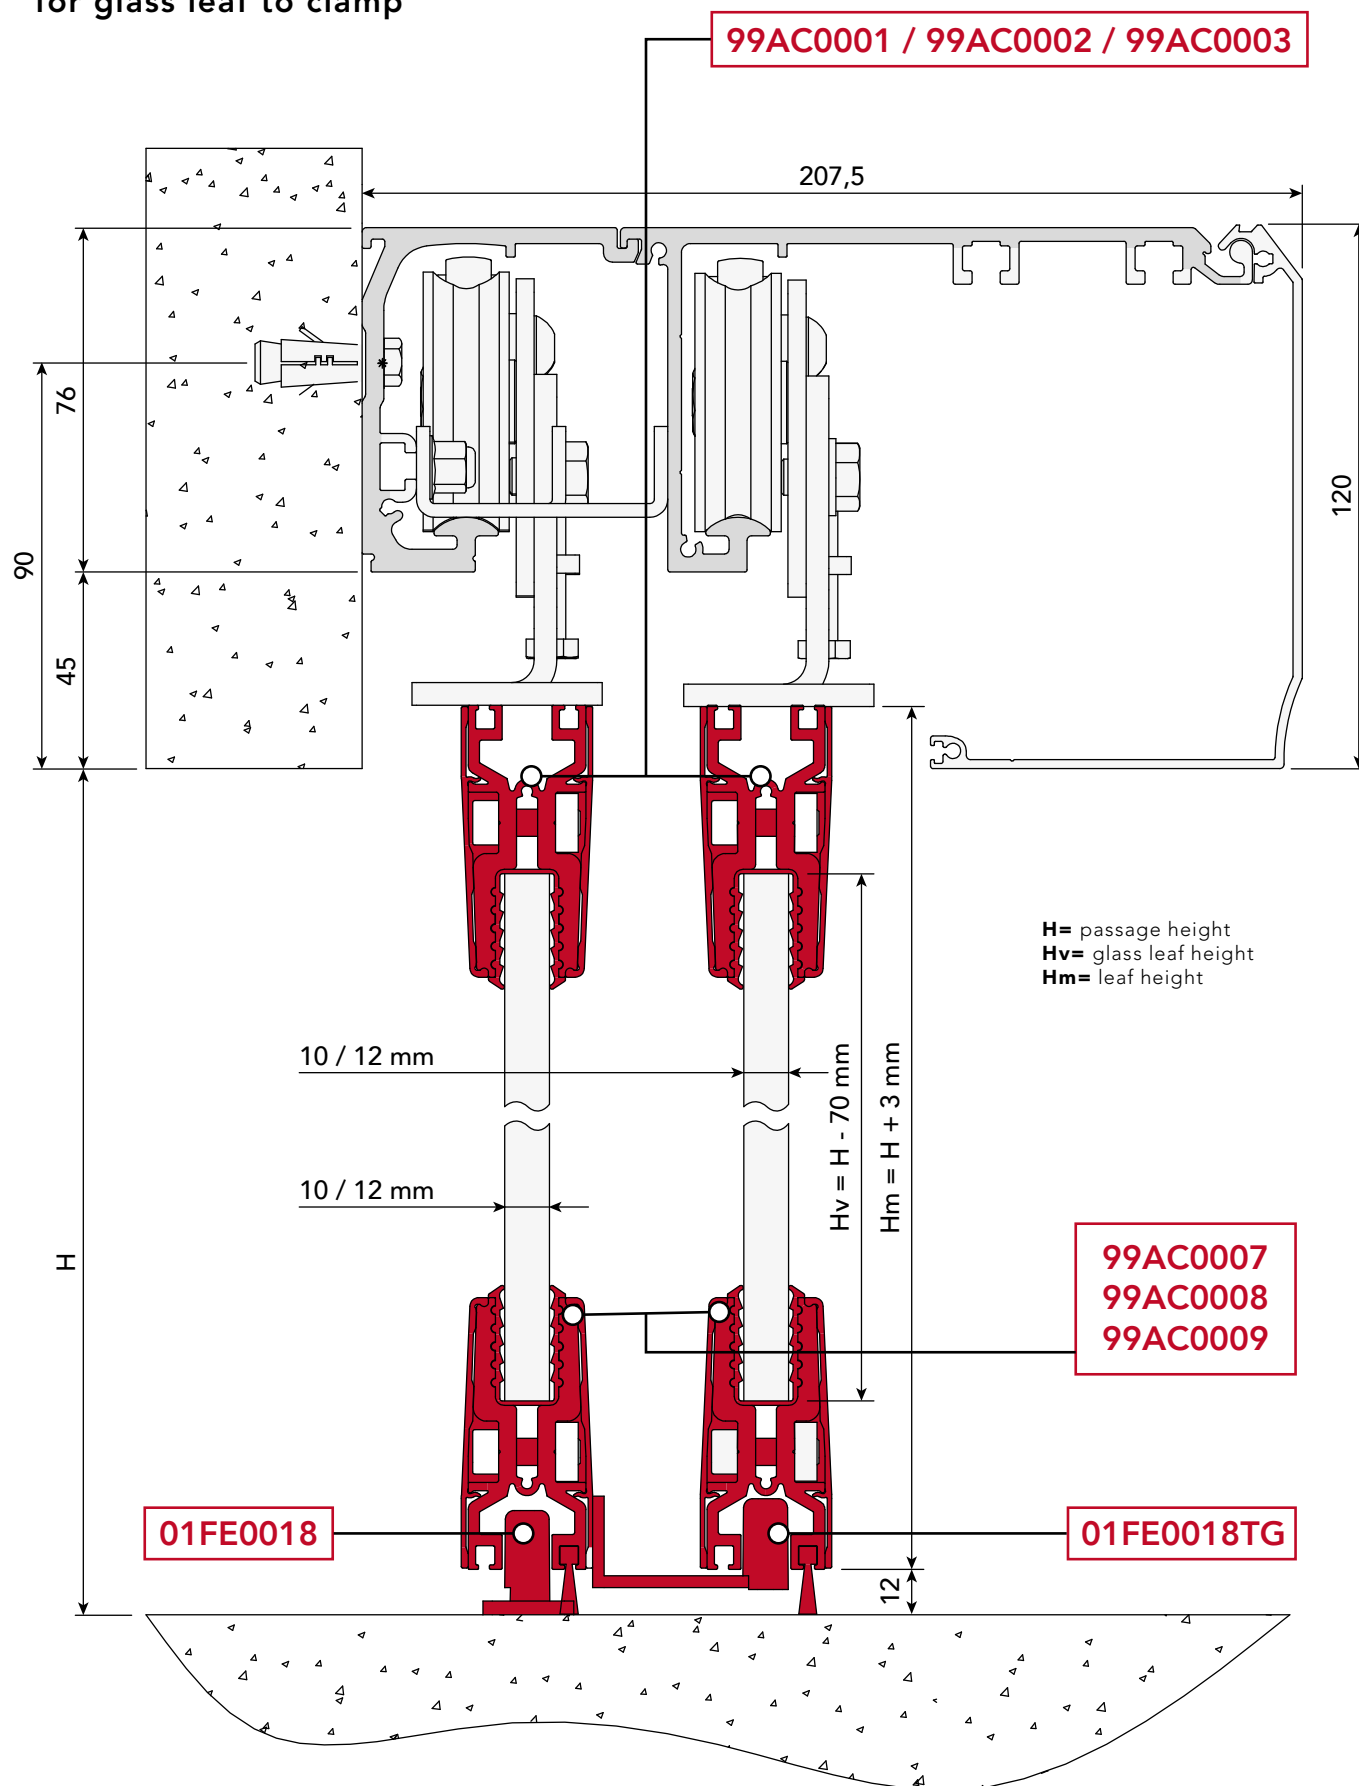 for glass leaf to clamp
99AC0001 / 99AC0002 / 99AC0003
207,5
76
90
45
120
H= passage height
Hv= glass leaf height
Hm= leaf height
10 / 12 mm
Hv = H - 70 mm
Hm = H + 3 mm
10 / 12 mm
H
99AC0007
99AC0008
99AC0009
01FE0018
01FE0018TG
12